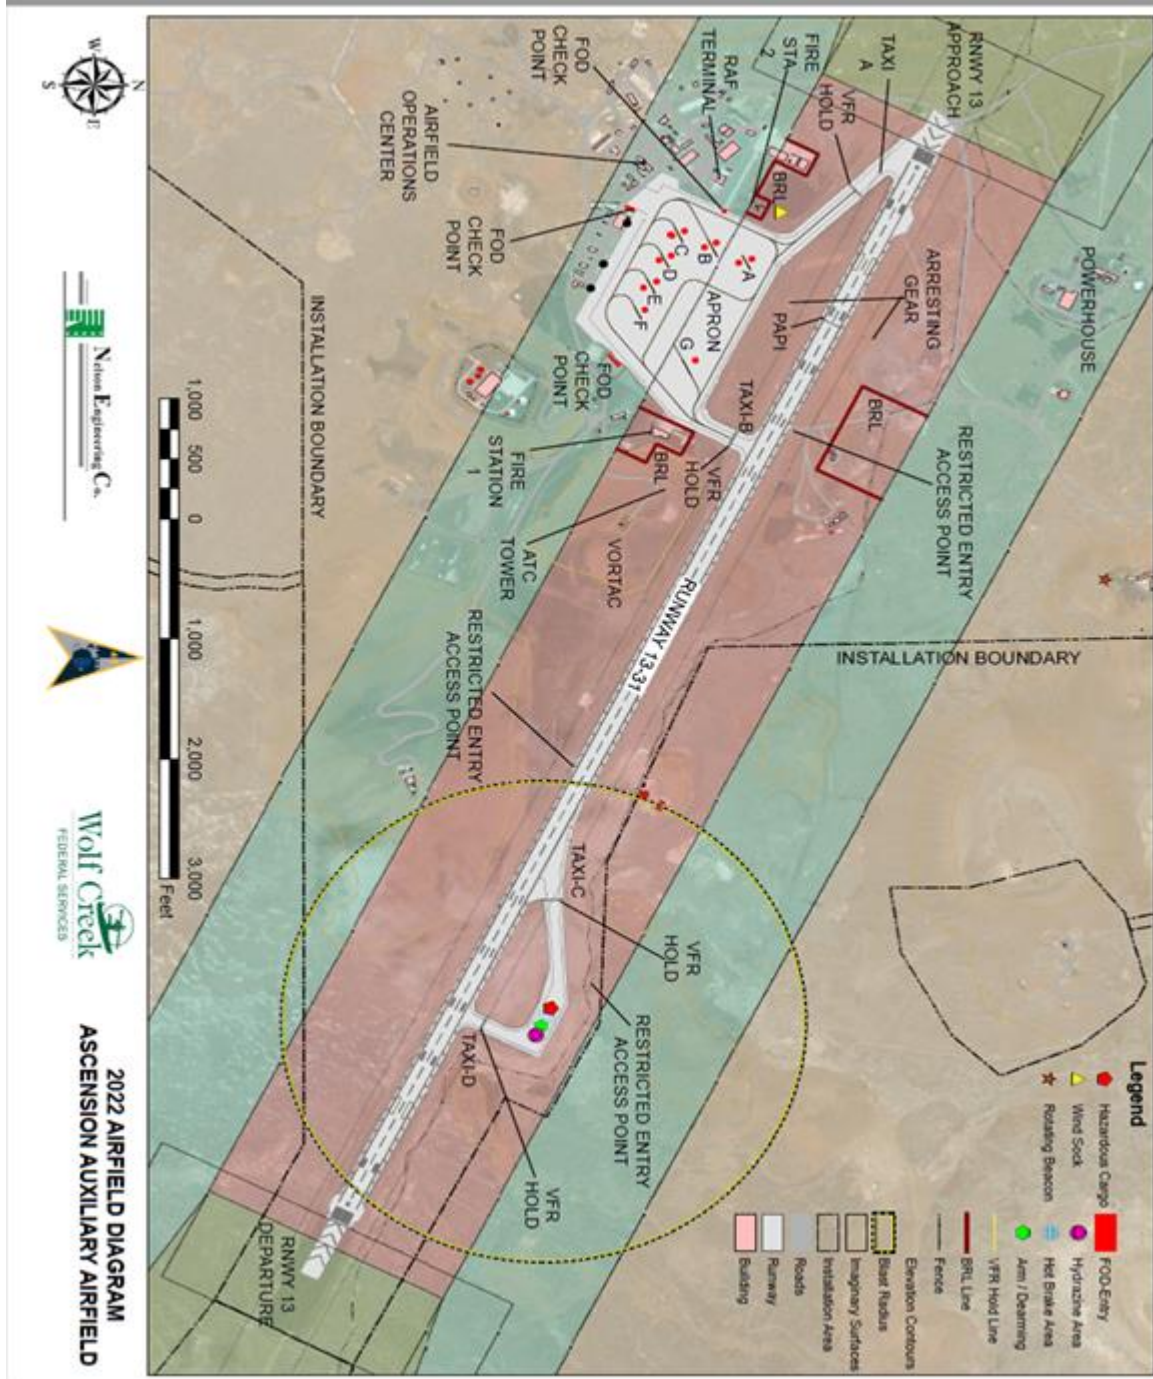 RNWY 13
APPROACH
TAXI
A
VFR
HOLD
FIRE
STA
2
RAF
TERMINAL
FOD
CHECK
POINT
AIRFIELD
OPERATIONS
CENTER
FOD
CHECK
POINT
BRL
A
B
C
D
E
F
G
APRON
PAPI
ARRESTING
GEAR
POWERHOUSE
BRL
RESTRICTED ENTRY
ACCESS POINT
TAXI-B
VFR
HOLD
FOD
CHECK
POINT
BRL
FIRE
STATION
1
ATC
TOWER
VORTAC
RUNWAY 13-31
INSTALLATION BOUNDARY
INSTALLATION BOUNDARY
RESTRICTED ENTRY
ACCESS POINT
TAXI-C
VFR
HOLD
RESTRICTED ENTRY
ACCESS POINT
TAXI-D
VFR
HOLD
RNWY 13
DEPARTURE
Legend
Hazardous Cargo
Wind Sock
Rotating Beacon
FOD-Entry
Hydrazine Area
Hot Brake Area
Arm / Dearming
VFR Hold Line
BRL Line
Fence
Elevation Contours
Blast Radius
Imaginary Surfaces
Installation Area
Roads
Runway
Building
N
E
S
W
Nelson Engineering Co.
1,000 500 0 1,000 2,000 3,000
Feet
Wolf Creek
FEDERAL SERVICES
2022 AIRFIELD DIAGRAM
ASCENSION AUXILIARY AIRFIELD